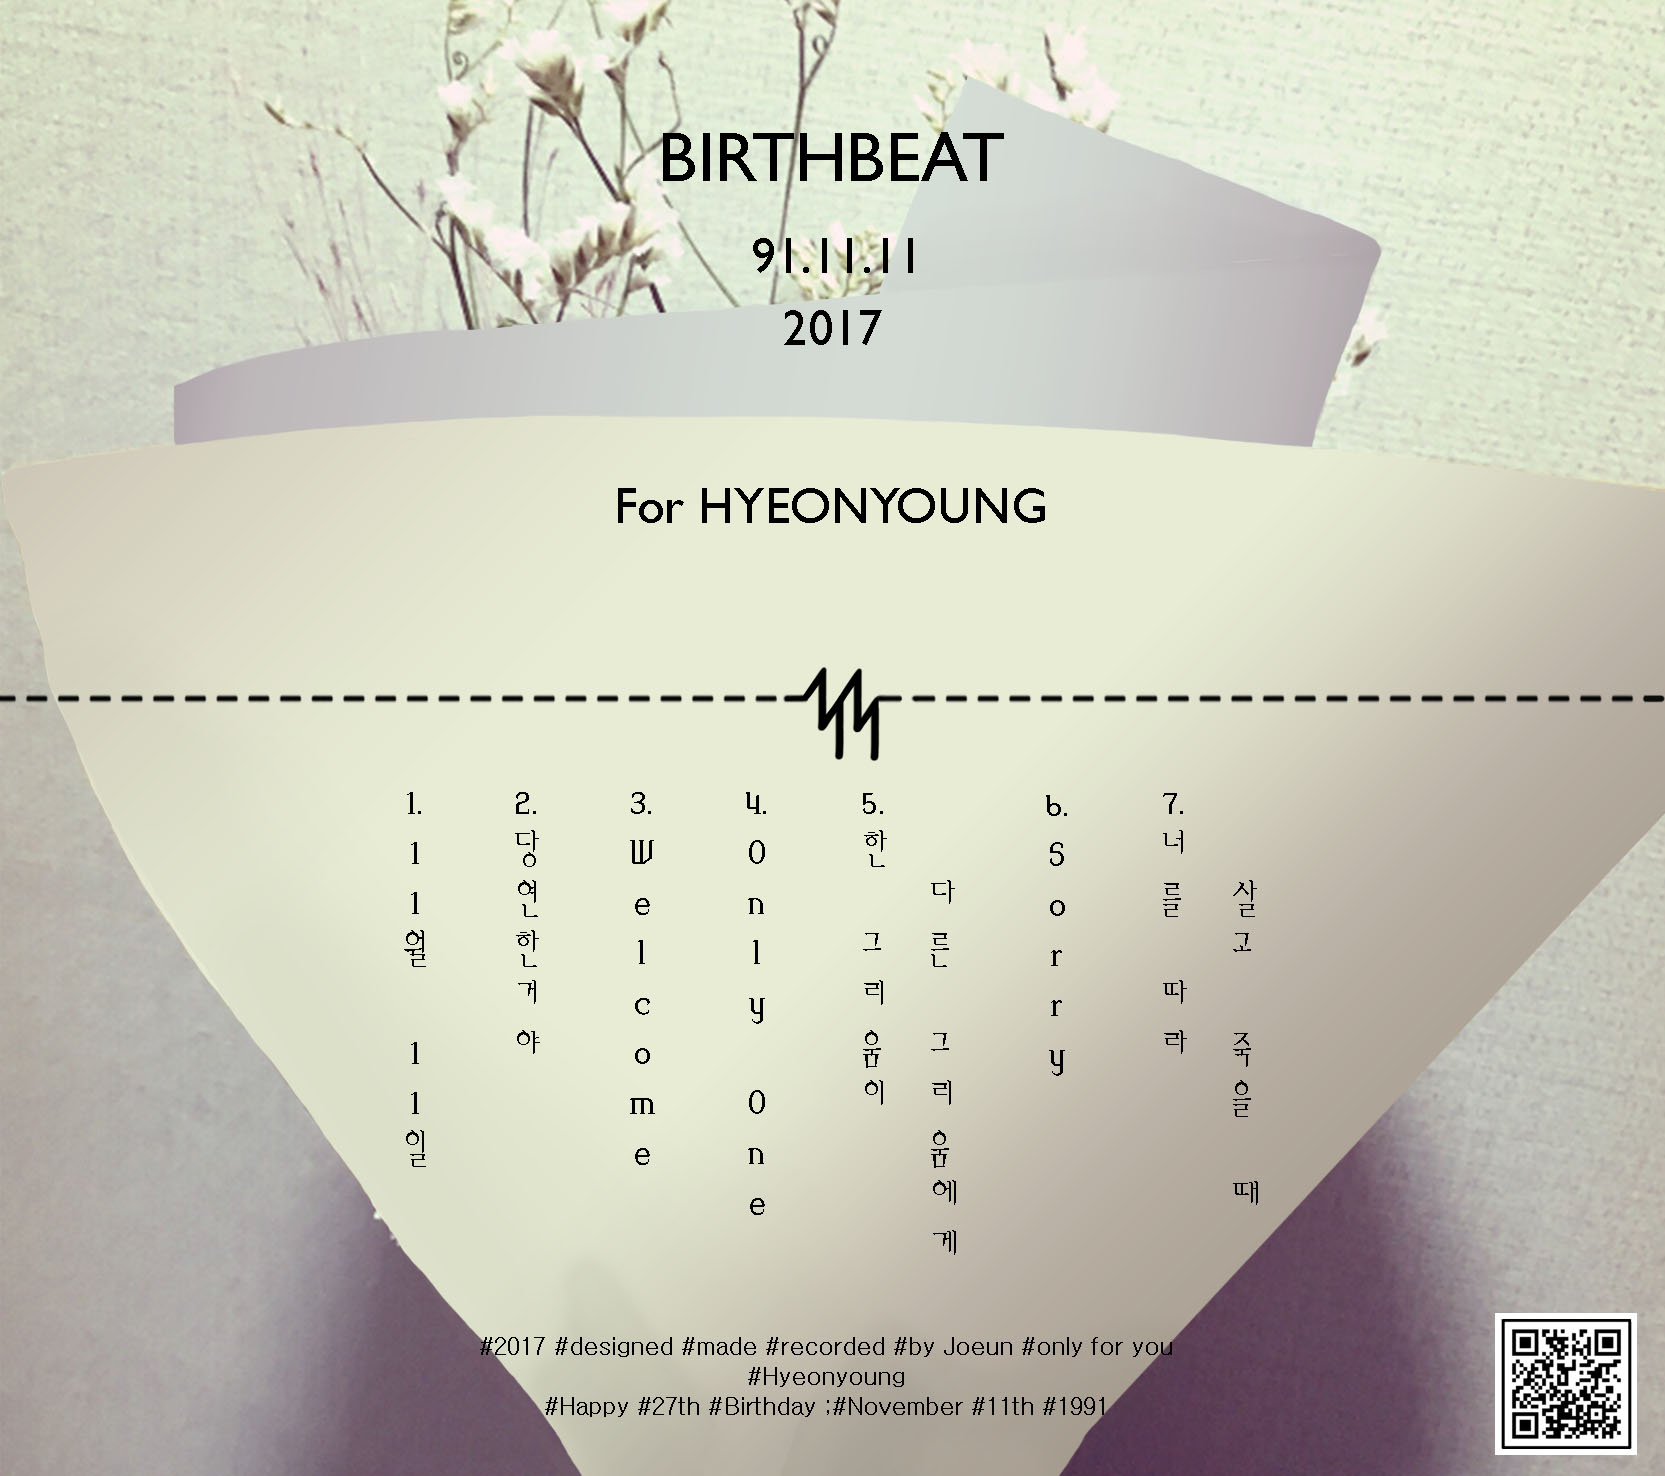 BIRTHBEAT
91.11.11
2017
For HYEONYOUNG
1.
11월 11일
2.
당연한거야
3.
Welcome
4.
Only One
5.
한 그리움이
다른 그리움에게
6.
Sorry
7.
너를 따라
살고 죽을 때
#2017 #designed #made #recorded #by Joeun #only for you
#Hyeonyoung
#Happy #27th #Birthday ;#November #11th #1991